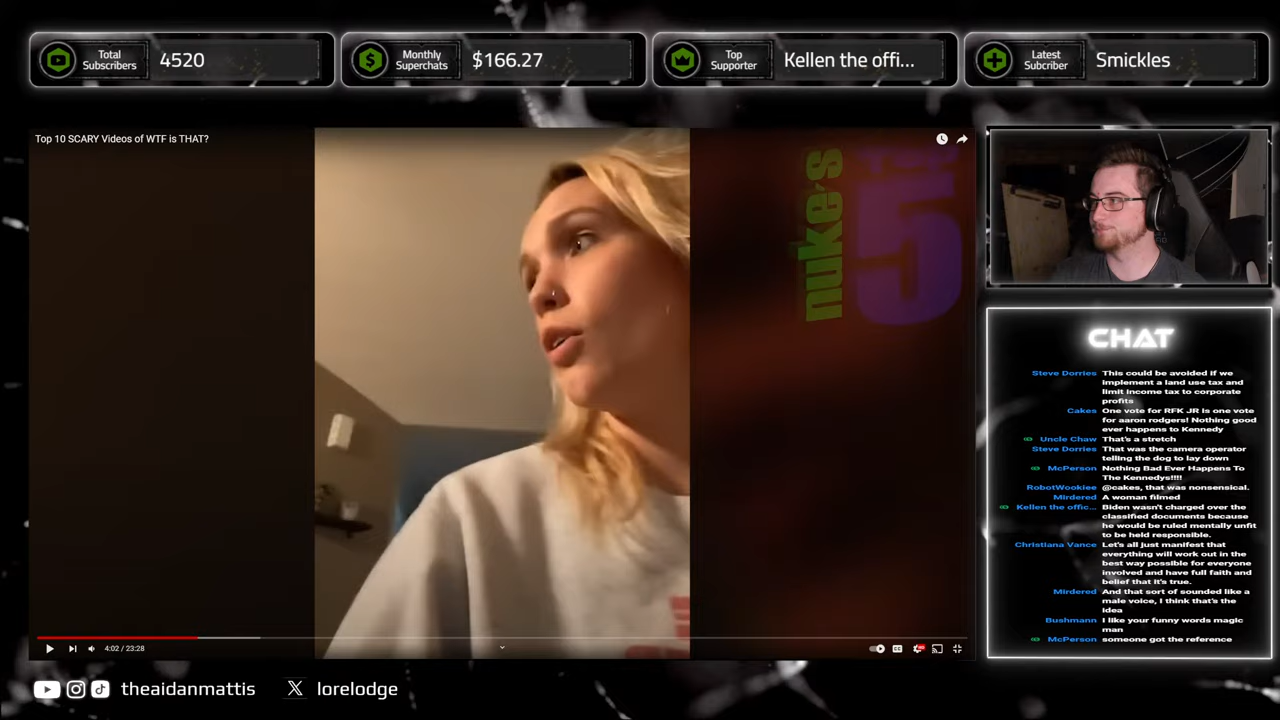 Total
Subscribers
4520
Monthly
Superchats
$166.27
Top
Supporter
Kellen the offi...
Latest
Subcriber
Smickles
Top 10 SCARY Videos of WTF is THAT?
nuke's
5
CHAT
Steve Dorries This could be avoided if we
implement a land use tax and
limit income tax to corporate
profits
Cakes One vote for RFK JR is one vote
for aaron rodgers! Nothing good
ever happens to Kennedy
Uncle Chaw That's a stretch
Steve Dorries That was the camera operator
telling the dog to lay down
McPerson Nothing Bad Ever Happens To
The Kennedys!!!!
RobotWookiee @cakes, that was nonsensical.
Mirdered A woman filmed
Kellen the offic... Biden wasn't charged over the
classified documents because
he would be ruled mentally unfit
to be held responsible.
Christiana Vance Let's all just manifest that
everything will work out in the
best way possible for everyone
involved and have full faith and
belief that it's true.
Mirdered And that sort of sounded like a
male voice, I think that's the
idea
Bushmann I like your funny words magic
man
McPerson someone got the reference
4:02 / 23:28
theaidanmattis
lorelodge